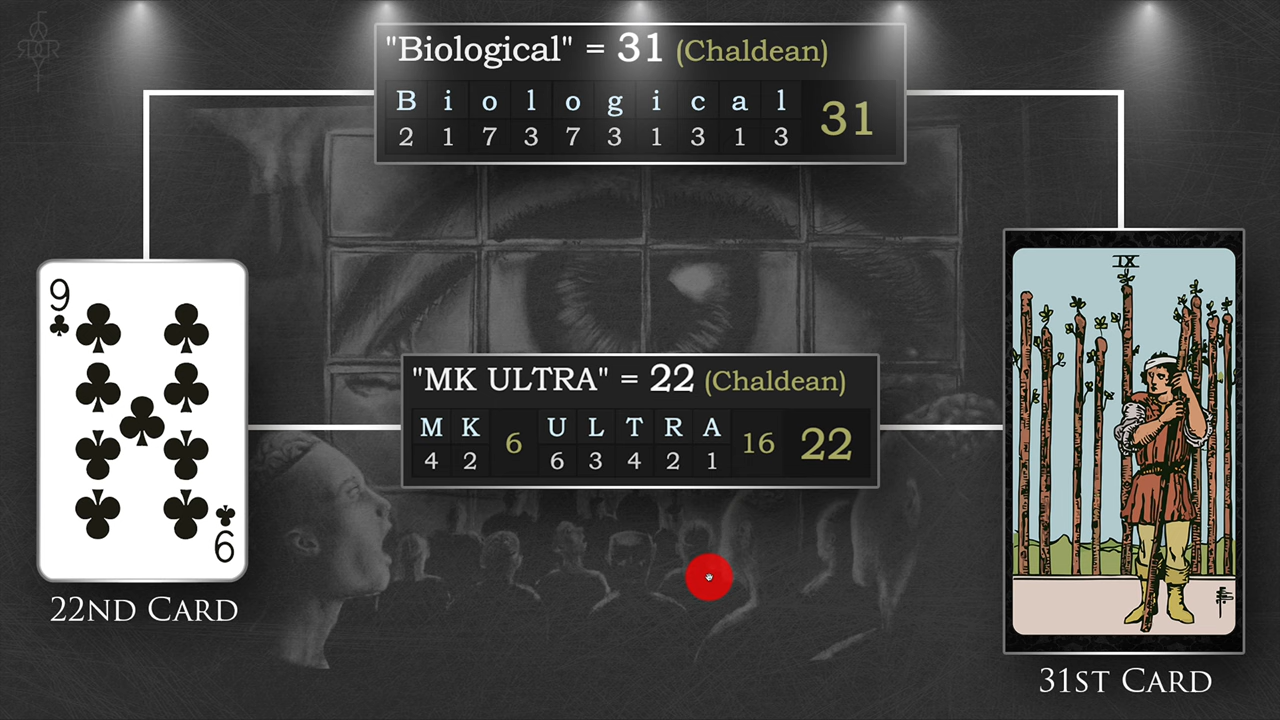 "Biological" = 31 (Chaldean)
B i o l o g i c a l 31
2 1 7 3 7 3 1 3 1 3
"MK ULTRA" = 22 (Chaldean)
M K 6 U L T R A 16 22
4 2 6 3 4 2 1
9
9
22ND CARD
IX
31ST CARD